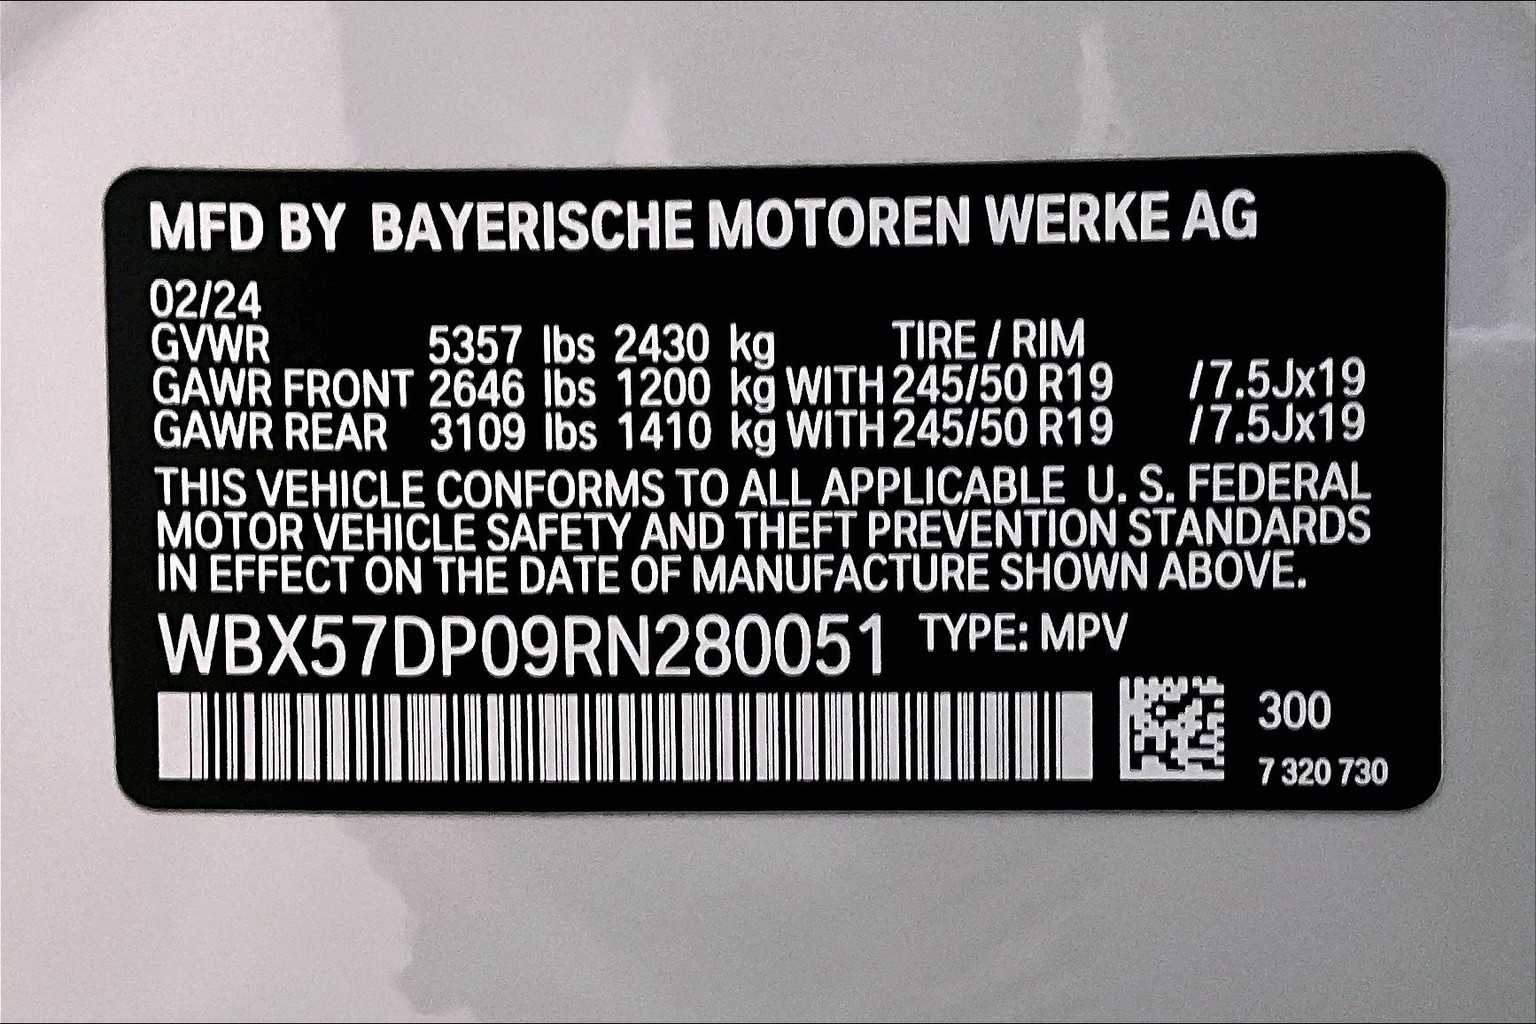 MFD BY BAYERISCHE MOTOREN WERKE AG
02/24
GVWR 5357 lbs 2430 kg TIRE / RIM
GAWR FRONT 2646 lbs 1200 kg WITH 245/50 R19 / 7.5Jx19
GAWR REAR 3109 lbs 1410 kg WITH 245/50 R19 / 7.5Jx19
THIS VEHICLE CONFORMS TO ALL APPLICABLE U. S. FEDERAL
MOTOR VEHICLE SAFETY AND THEFT PREVENTION STANDARDS
IN EFFECT ON THE DATE OF MANUFACTURE SHOWN ABOVE.
WBX57DP09RN280051 TYPE: MPV
300
7 320 730